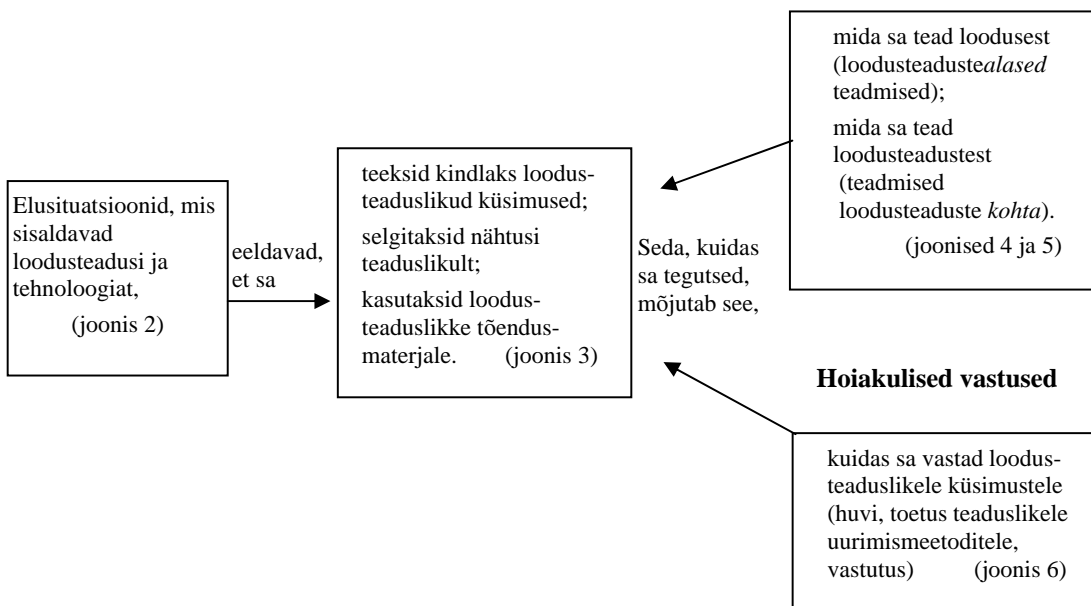 Elusituatsioonid, mis
sisaldavad
loodusteadusi ja
tehnoloogiat,
(joonis 2)
eeldavad,
et sa
teeksid kindlaks loodus-
teaduslikud küsimused;
selgitaksid nähtusi
teaduslikult;
kasutaksid loodus-
teaduslikke tõendus-
materjale. (joonis 3)
Seda, kuidas
sa tegutsed,
mõjutab see,
mida sa tead loodusest
(loodusteadustealased
teadmised);
mida sa tead
loodusteadustest
(teadmised
loodusteaduste kohta).
(joonised 4 ja 5)
Hoiakulised vastused
kuidas sa vastad loodus-
teaduslikele küsimustele
(huvi, toetus teaduslikele
uurimismeetoditele,
vastutus) (joonis 6)